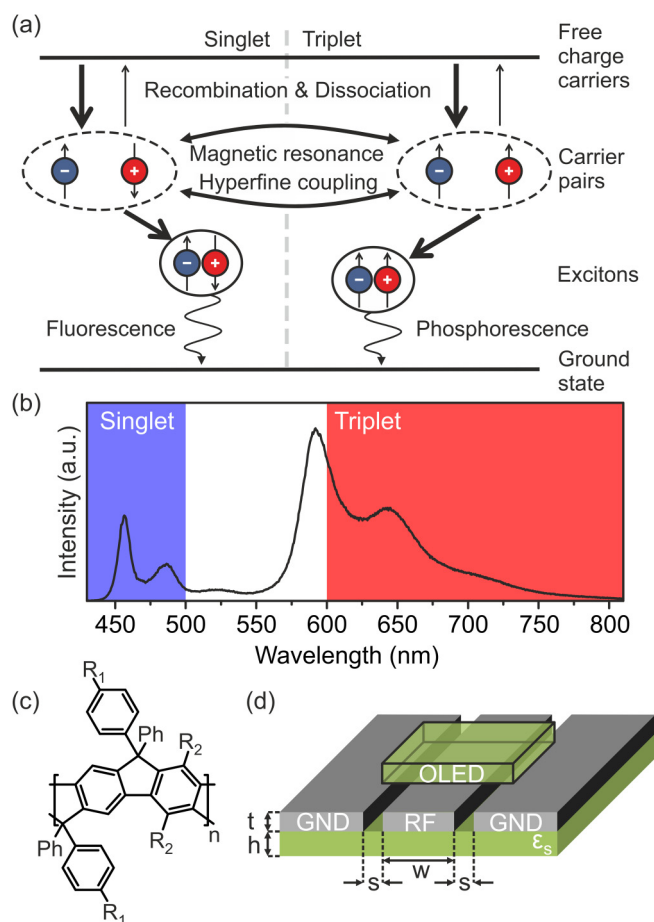 (a)
Singlet Triplet
Free
charge
carriers
Recombination & Dissociation
Magnetic resonance
Hyperfine coupling
Carrier
pairs
- + - +
- + - +
Excitons
Fluorescence
Phosphorescence
Ground
state
(b)
Singlet
Triplet
Intensity (a.u.)
450 500 550 600 650 700 750 800
Wavelength (nm)
(c)
R1
Ph
R2
n
Ph
R2
R1
(d)
OLED
t
GND RF GND
h
εs
w
s s